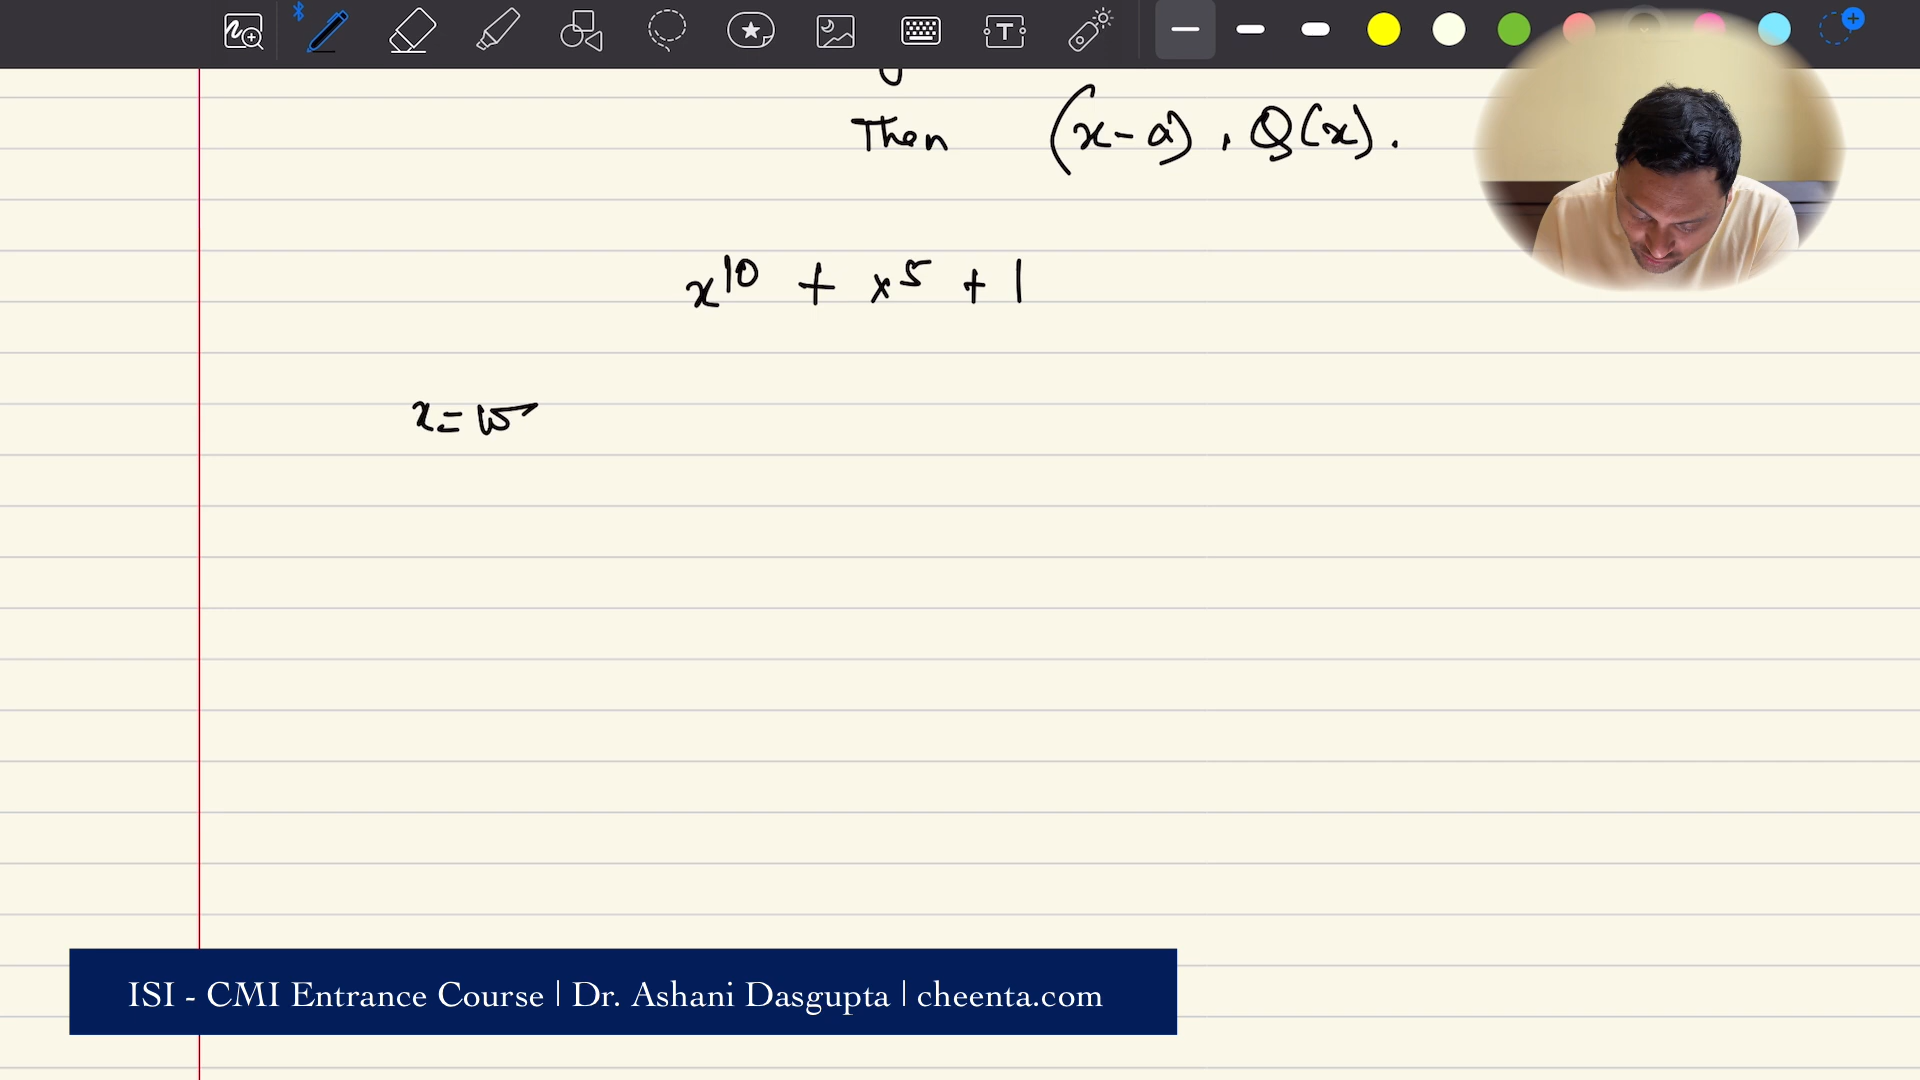 Then (x-a), Q(x).
x^10 + x^5 + 1
x = ω
ISI - CMI Entrance Course | Dr. Ashani Dasgupta | cheenta.com